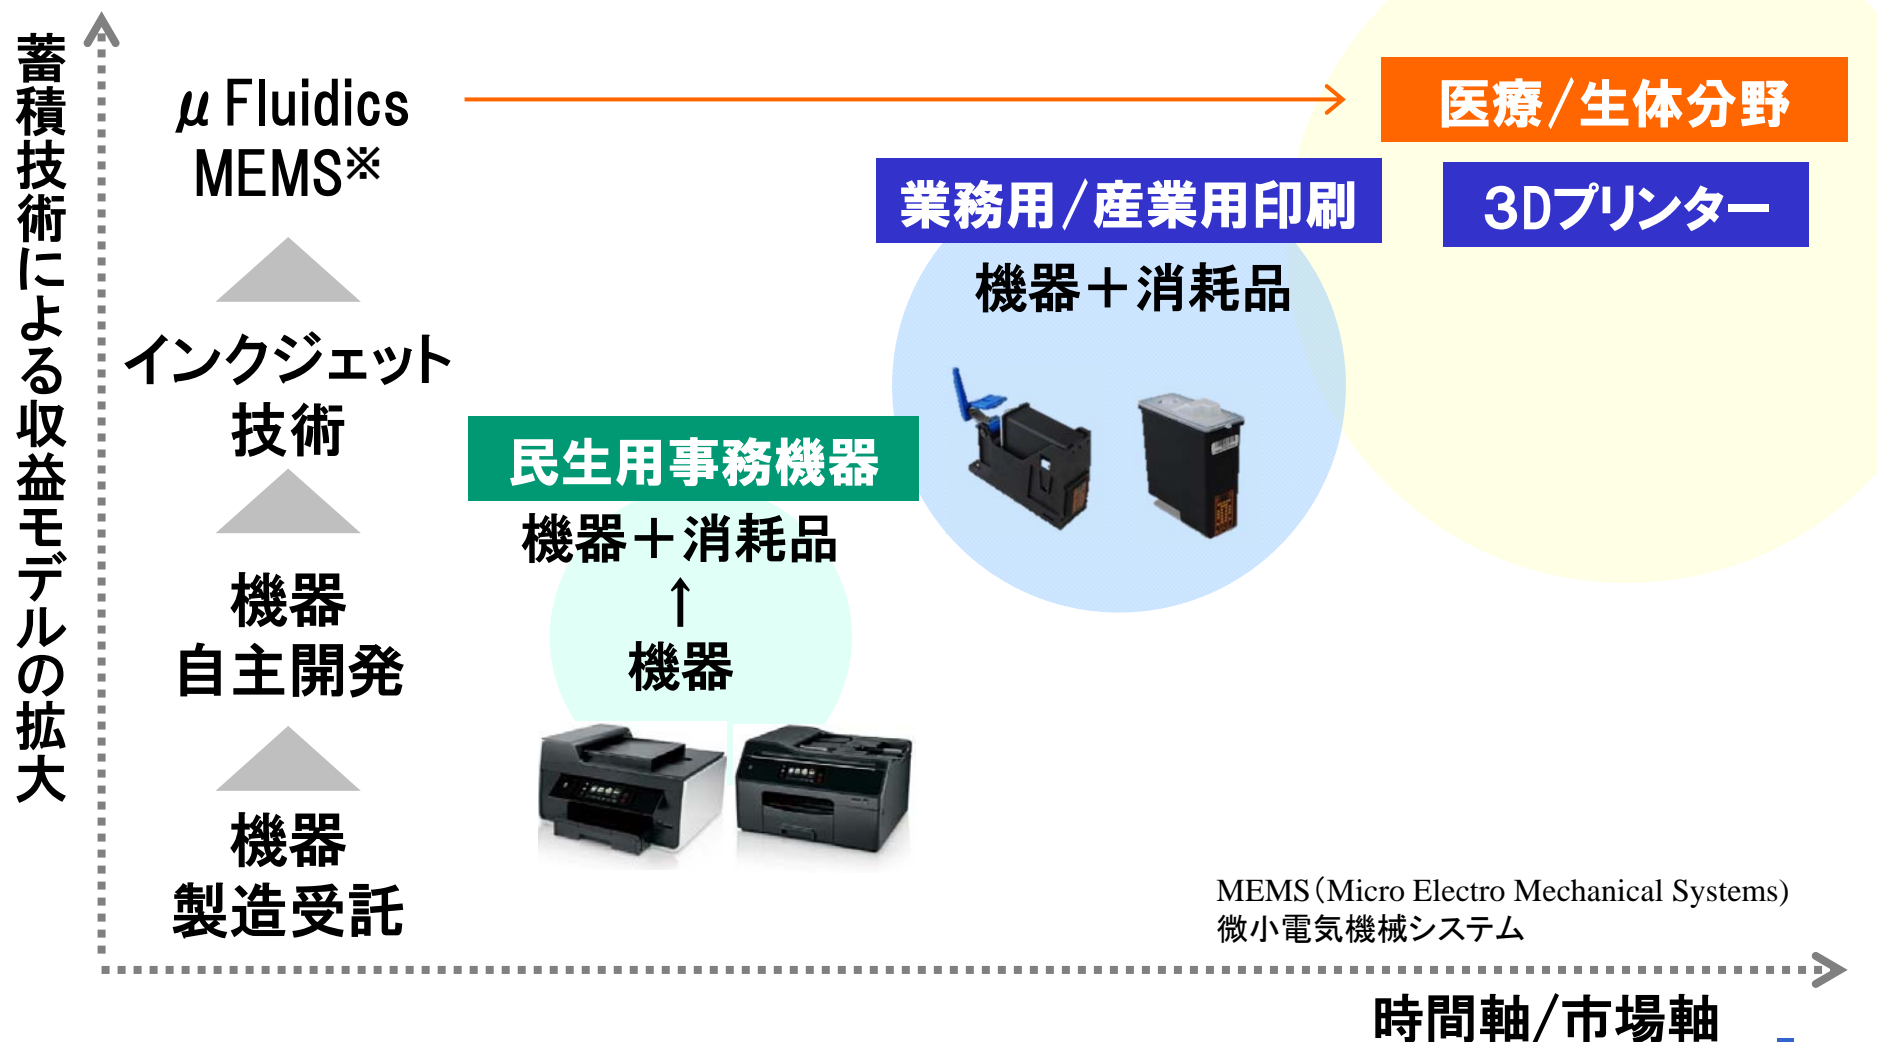 蓄積技術による収益モデルの拡大
μ Fluidics
MEMS※
インクジェット
技術
機器
自主開発
機器
製造受託
民生用事務機器
機器＋消耗品
↑
機器
業務用/産業用印刷
機器＋消耗品
医療/生体分野
３Dプリンター
MEMS（Micro Electro Mechanical Systems)
微小電気機械システム
時間軸/市場軸